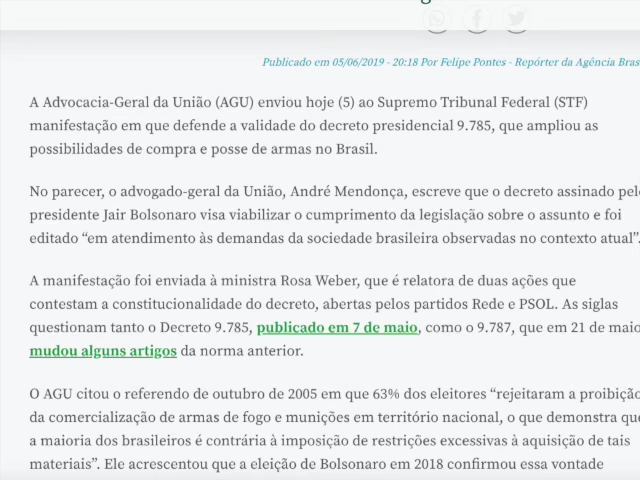 Publicado em 05/06/2019 - 20:18 Por Felipe Pontes - Repórter da Agência Bras
A Advocacia-Geral da União (AGU) enviou hoje (5) ao Supremo Tribunal Federal (STF)
manifestação em que defende a validade do decreto presidencial 9.785, que ampliou as
possibilidades de compra e posse de armas no Brasil.
No parecer, o advogado-geral da União, André Mendonça, escreve que o decreto assinado pelo
presidente Jair Bolsonaro visa viabilizar o cumprimento da legislação sobre o assunto e foi
editado “em atendimento às demandas da sociedade brasileira observadas no contexto atual”.
A manifestação foi enviada à ministra Rosa Weber, que é relatora de duas ações que
contestam a constitucionalidade do decreto, abertas pelos partidos Rede e PSOL. As siglas
questionam tanto o Decreto 9.785, publicado em 7 de maio, como o 9.787, que em 21 de maio
mudou alguns artigos da norma anterior.
O AGU citou o referendo de outubro de 2005 em que 63% dos eleitores “rejeitaram a proibição
da comercialização de armas de fogo e munições em território nacional, o que demonstra que
a maioria dos brasileiros é contrária à imposição de restrições excessivas à aquisição de tais
materiais”. Ele acrescentou que a eleição de Bolsonaro em 2018 confirmou essa vontade